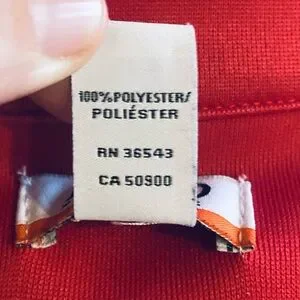 100% POLYESTER/
POLIÉSTER
RN 36543
CA 50900